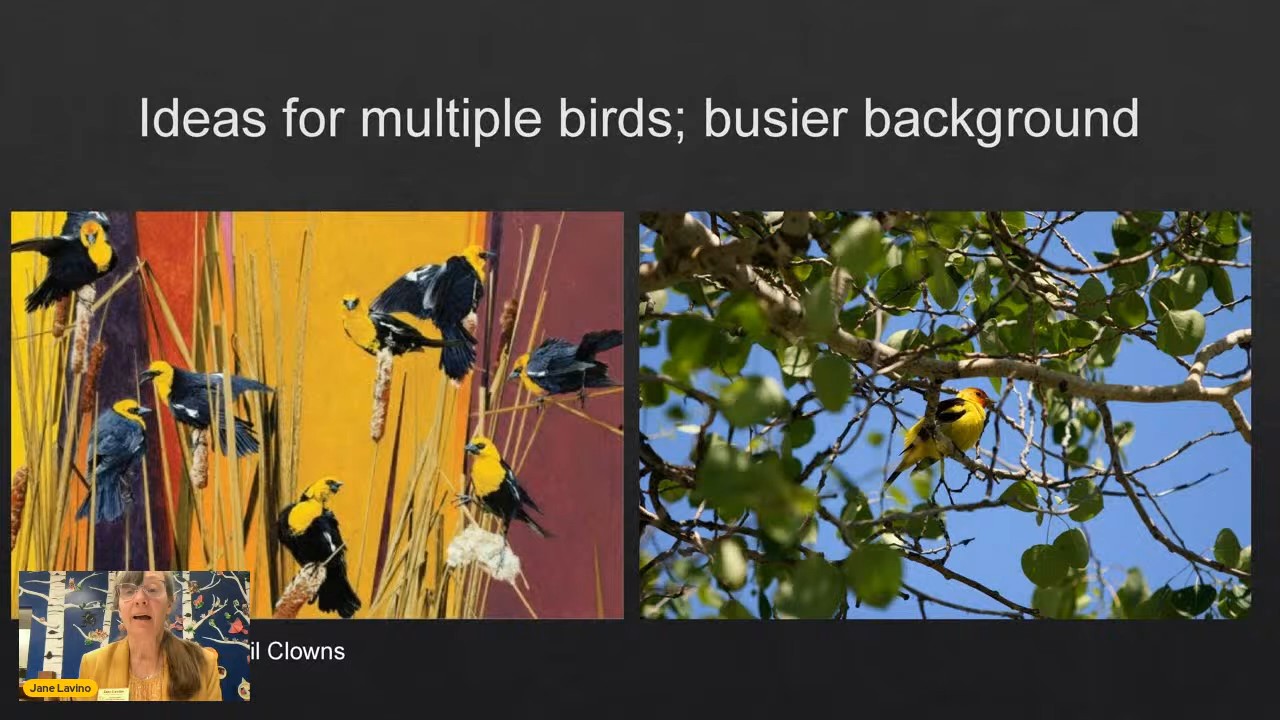 Ideas for multiple birds; busier background
il Clowns
Jane Lavino